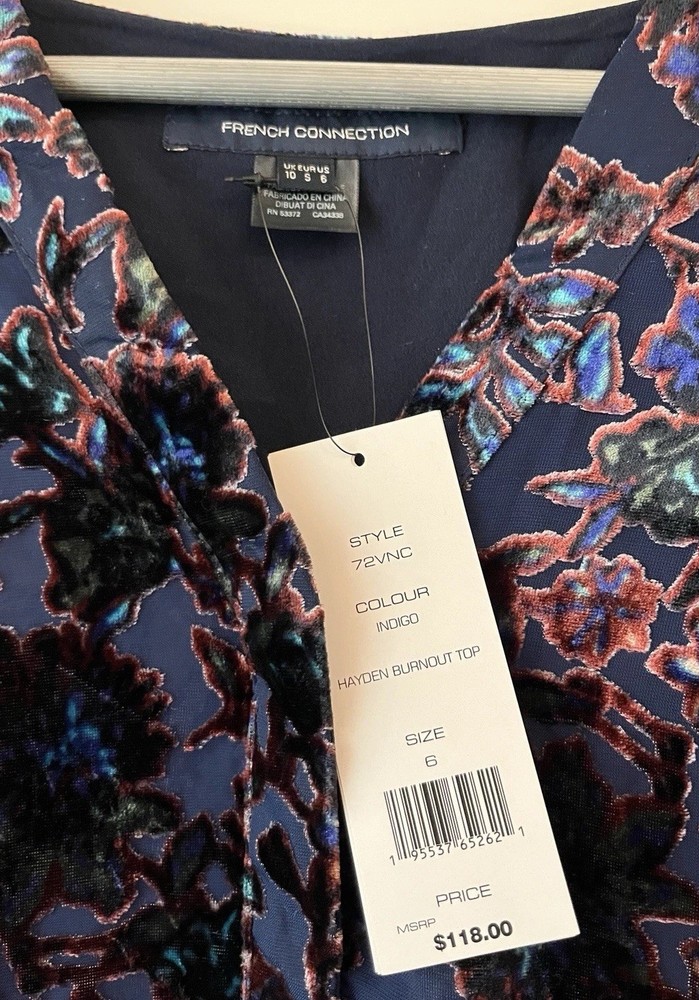 FRENCH CONNECTION
UK EUR US
10 S 6
FABRICADO EN CHINA
DIBUAT DI CINA
RN 53372 CA34338
STYLE
72VNC
COLOUR
INDIGO
HAYDEN BURNOUT TOP
SIZE
6
1 95537 65262 1
PRICE
MSRP $118.00